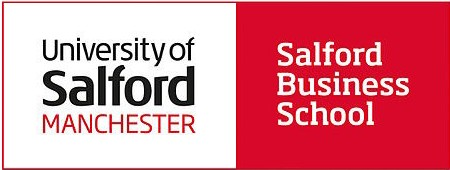 University of
Salford
MANCHESTER
Salford
Business
School